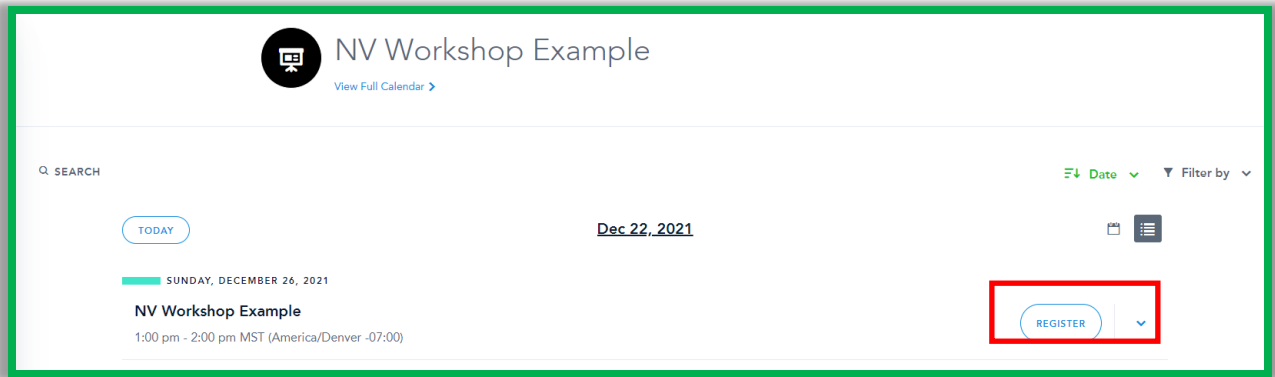 NV Workshop Example
View Full Calendar
SEARCH
Date
Filter by
TODAY
Dec 22, 2021
SUNDAY, DECEMBER 26, 2021
NV Workshop Example
REGISTER
1:00 pm - 2:00 pm MST (America/Denver -07:00)